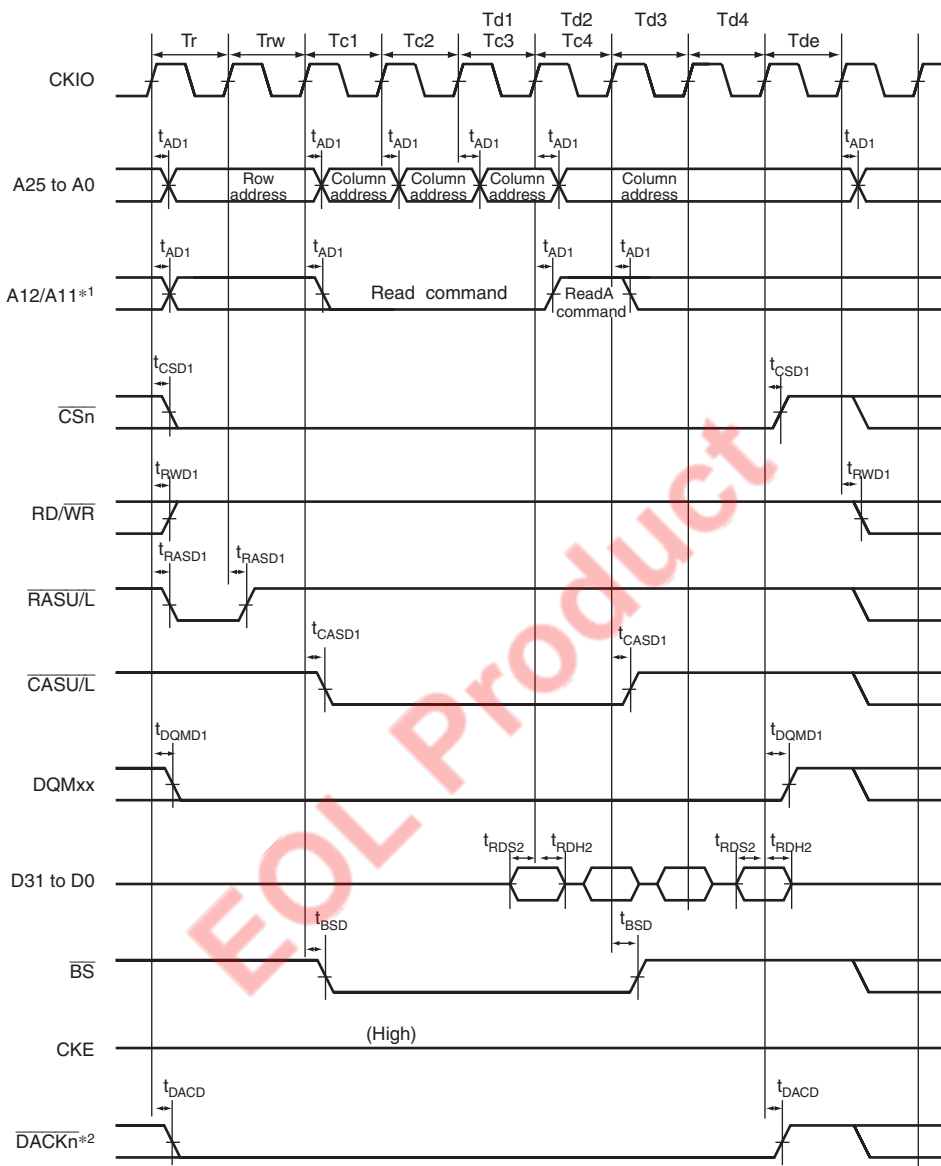 Td1 Td2 Td3 Td4
Tr Trw Tc1 Tc2 Tc3 Tc4 Tde
CKIO
tAD1 tAD1 tAD1 tAD1 tAD1 tAD1
A25 to A0
Row address
Column address
Column address
Column address
Column address
tAD1 tAD1 tAD1 tAD1
A12/A11*1
Read command
ReadA command
tCSD1 tCSD1
CSn
tRWD1 tRWD1
RD/WR
tRASD1 tRASD1
RASU/L
tCASD1 tCASD1
CASU/L
tDQMD1 tDQMD1
DQMxx
tRDS2 tRDH2 tRDS2 tRDH2
D31 to D0
tBSD tBSD
BS
(High)
CKE
tDACD tDACD
DACKn*2
EOL Product